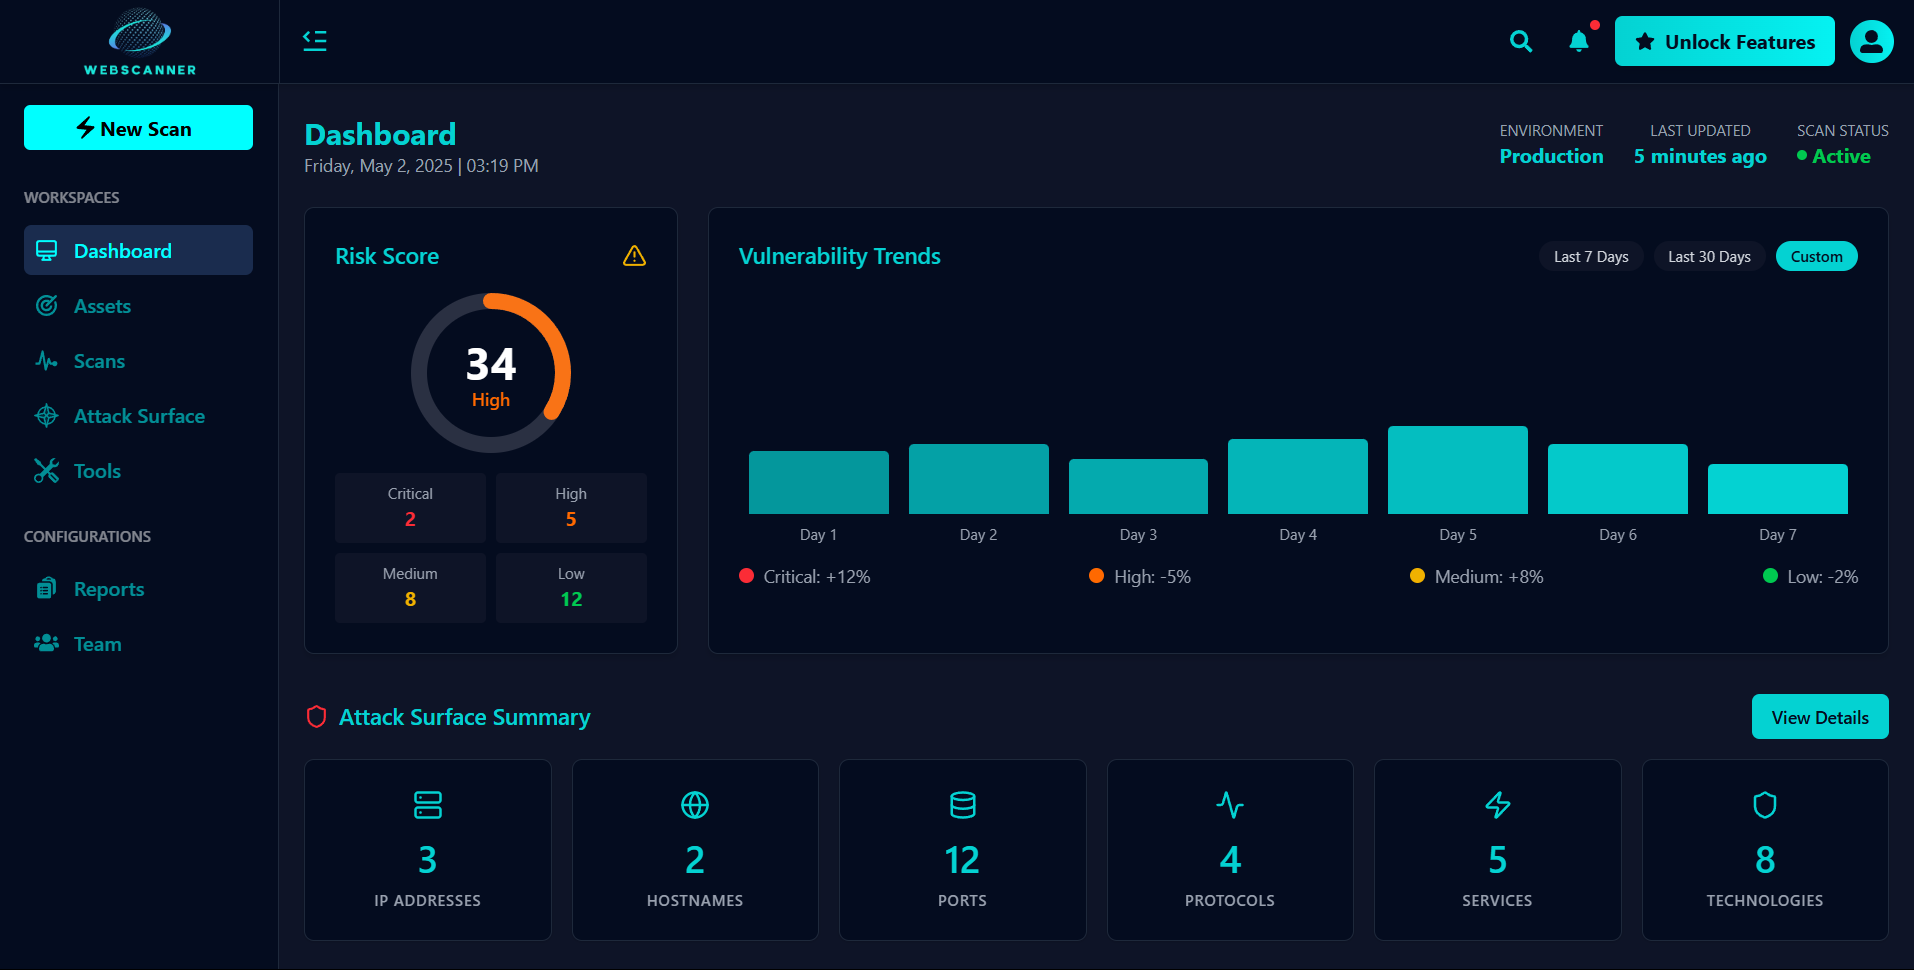 WEBSCANNER
Unlock Features
New Scan
WORKSPACES
Dashboard
Assets
Scans
Attack Surface
Tools
CONFIGURATIONS
Reports
Team
Dashboard
Friday, May 2, 2025 | 03:19 PM
ENVIRONMENT
Production
LAST UPDATED
5 minutes ago
SCAN STATUS
Active
Risk Score
34
High
Critical
2
High
5
Medium
8
Low
12
Vulnerability Trends
Last 7 Days
Last 30 Days
Custom
Day 1
Day 2
Day 3
Day 4
Day 5
Day 6
Day 7
Critical: +12%
High: -5%
Medium: +8%
Low: -2%
Attack Surface Summary
View Details
3
IP ADDRESSES
2
HOSTNAMES
12
PORTS
4
PROTOCOLS
5
SERVICES
8
TECHNOLOGIES